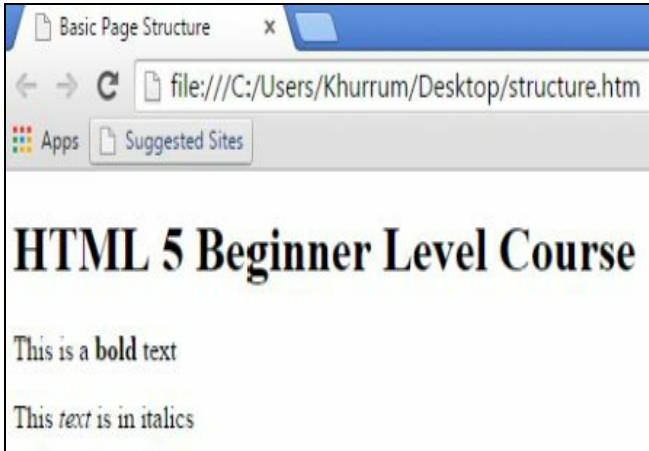 Basic Page Structure
file:///C:/Users/Khurrum/Desktop/structure.htm
Apps Suggested Sites
HTML 5 Beginner Level Course
This is a bold text
This text is in italics